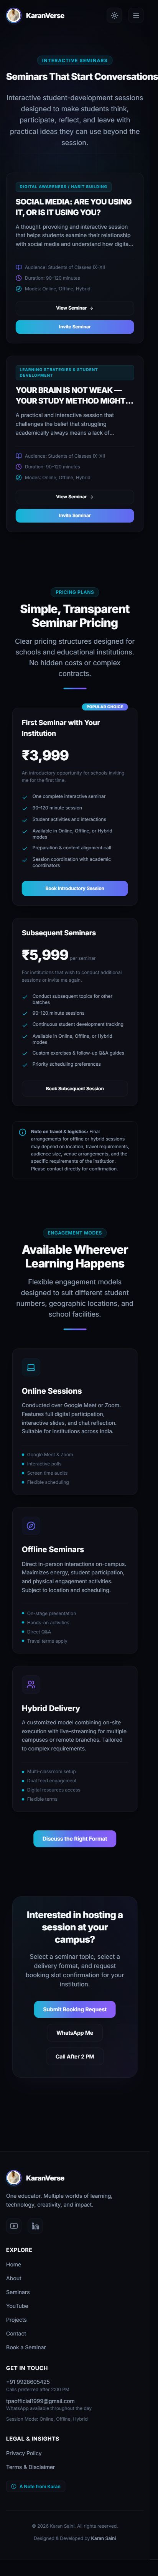 KaranVerse
INTERACTIVE SEMINARS
Seminars That Start Conversations
Interactive student-development sessions
designed to make students think,
participate, reflect, and leave with
practical ideas they can use beyond the
session.
DIGITAL AWARENESS / HABIT BUILDING
SOCIAL MEDIA: ARE YOU USING
IT, OR IS IT USING YOU?
A thought-provoking and interactive session
that helps students examine their relationship
with social media and understand how digita...
Audience: Students of Classes
Duration: 90–120 minutes
Modes: Online, Offline, Hybrid
View Seminar →
Invite Seminar
LEARNING STRATEGIES & STUDENT
DEVELOPMENT
YOUR BRAIN IS NOT WEAK —
YOUR STUDY METHOD MIGHT...
A practical and interactive session that
challenges the belief that struggling
academically always means a lack of...
Audience: Students of Classes
Duration: 90–120 minutes
Modes: Online, Offline, Hybrid
View Seminar →
Invite Seminar
PRICING PLANS
Simple, Transparent
Seminar Pricing
Clear pricing structures designed for
schools and educational institutions.
No hidden costs or complex
contracts.
POPULAR CHOICE
First Seminar with Your
Institution
₹3,999
An introductory opportunity for schools inviting
me for the first time.
One complete interactive seminar
90–120 minute session
Student activities and interactions
Available in Online, Offline, or Hybrid
modes
Preparation & content alignment call
Session coordination with academic
coordinators
Book Introductory Session
Subsequent Seminars
₹5,999 per seminar
For institutions that wish to conduct additional
sessions or invite me again.
Conduct subsequent topics for other
batches
90–120 minute sessions
Continuous student development tracking
Available in Online, Offline, or Hybrid
modes
Custom exercises & follow-up Q&A guides
Priority scheduling preferences
Book Subsequent Session
Note on travel & logistics: Final
arrangements for offline or hybrid sessions
may depend on location, travel requirements,
audience size, venue arrangements, and the
specific requirements of the institution.
Please contact directly for confirmation.
ENGAGEMENT MODES
Available Wherever
Learning Happens
Flexible engagement models
designed to suit different student
numbers, geographic locations, and
school facilities.
Online Sessions
Conducted over Google Meet or Zoom.
Features full digital participation,
interactive slides, and chat reflection.
Suitable for institutions across India.
Google Meet & Zoom
Interactive polls
Screen time audits
Flexible scheduling
Offline Seminars
Direct in-person interactions on-campus.
Maximizes energy, student participation,
and physical engagement activities.
Subject to location and scheduling.
On-stage presentation
Hands-on activities
Direct Q&A
Travel terms apply
Hybrid Delivery
A customized model combining on-site
execution with live-streaming for multiple
campuses or remote branches. Tailored
to complex requirements.
Multi-classroom setup
Dual feed engagement
Digital resources access
Flexible terms
Discuss the Right Format
Interested in hosting a
session at your
campus?
Select a seminar topic, select a
delivery format, and request
booking slot confirmation for your
institution.
Submit Booking Request
WhatsApp Me
Call After 2 PM
KaranVerse
One educator. Multiple worlds of learning,
technology, creativity, and impact.
EXPLORE
Home
About
Seminars
YouTube
Projects
Contact
Book a Seminar
GET IN TOUCH
+91 9928605425
Calls preferred after 2:00 PM
tpaofficial1999@gmail.com
WhatsApp available throughout the day
Session Mode: Online, Offline, Hybrid
LEGAL & INSIGHTS
Privacy Policy
Terms & Disclaimer
A Note from Karan
© 2026 Karan Saini. All rights reserved.
Designed & Developed by Karan Saini